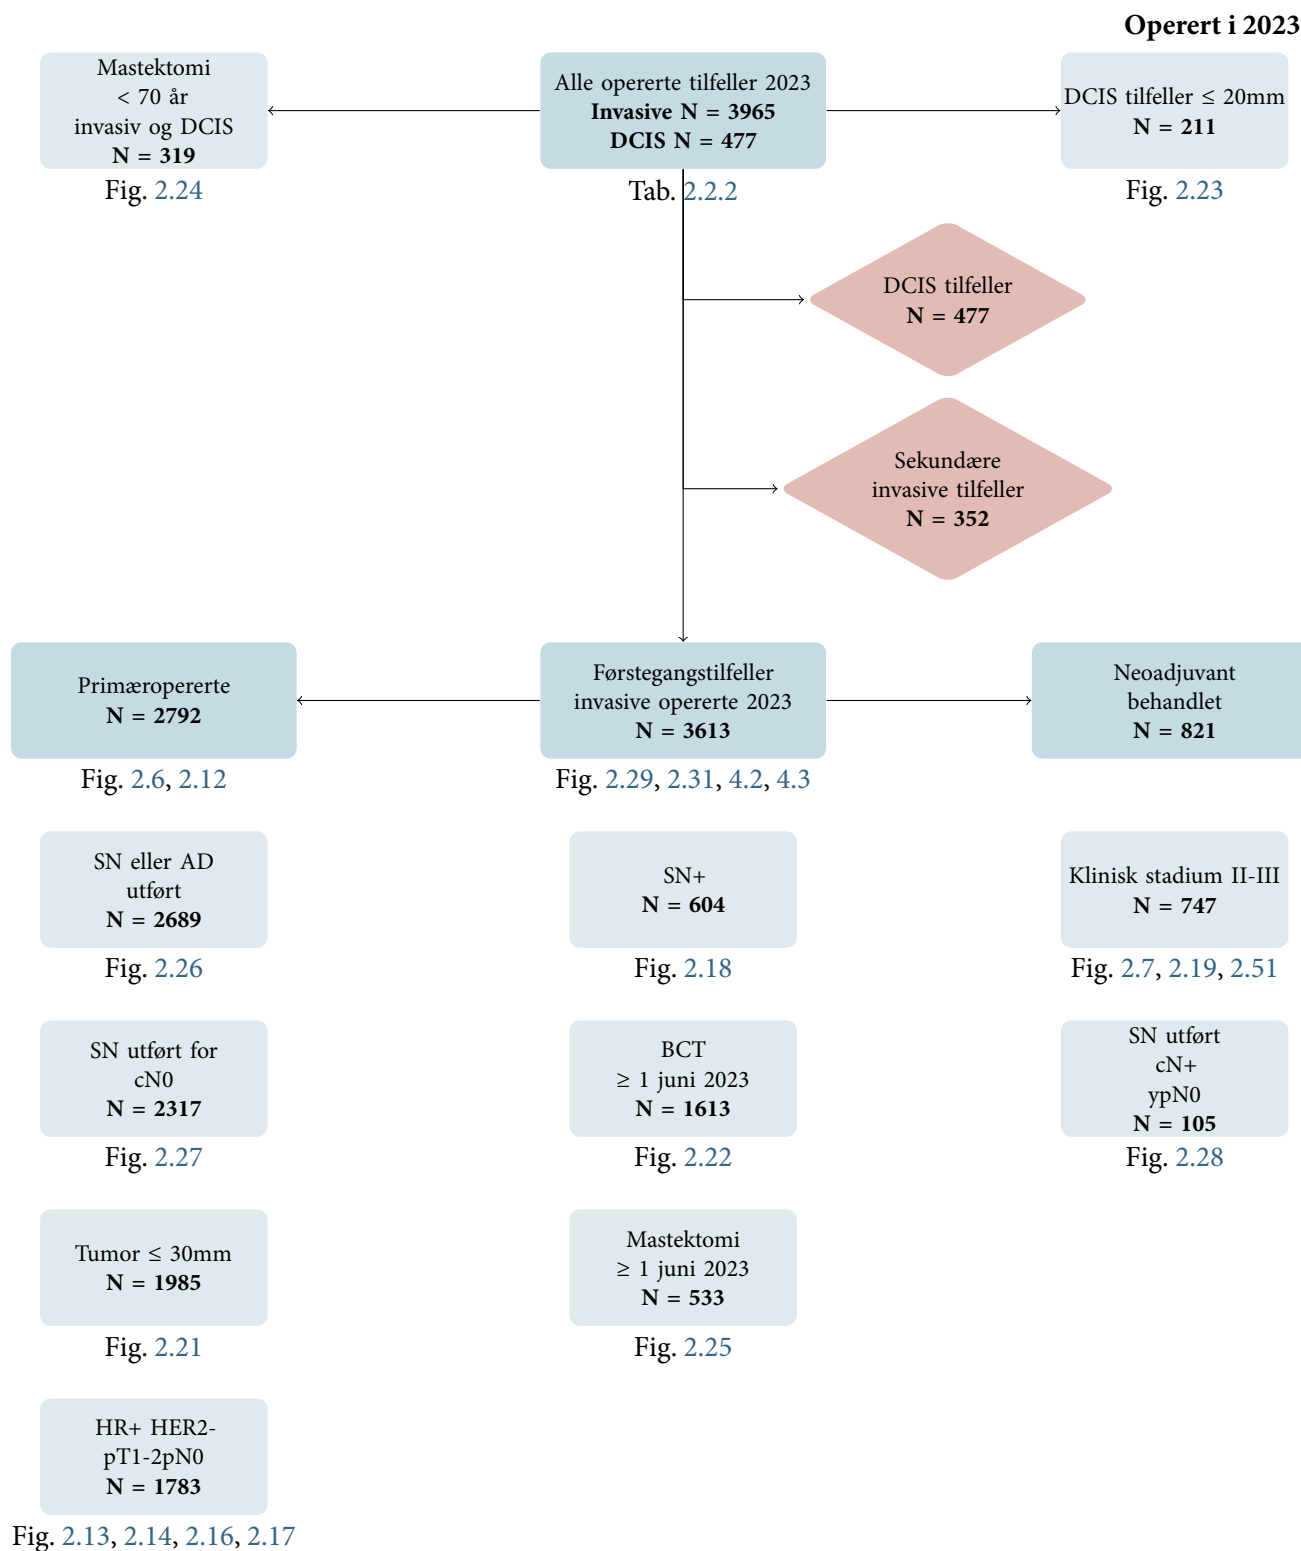 Operert i 2023
Mastektomi
< 70 år
invasiv og DCIS
N = 319
Fig. 2.24
Alle opererte tilfeller 2023
Invasive N = 3965
DCIS N = 477
Tab. 2.2.2
DCIS tilfeller ≤ 20mm
N = 211
Fig. 2.23
DCIS tilfeller
N = 477
Sekundære
invasive tilfeller
N = 352
Primæropererte
N = 2792
Fig. 2.6, 2.12
Førstegangstilfeller
invasive opererte 2023
N = 3613
Fig. 2.29, 2.31, 4.2, 4.3
Neoadjuvant
behandlet
N = 821
SN eller AD
utført
N = 2689
Fig. 2.26
SN+
N = 604
Fig. 2.18
Klinisk stadium II-III
N = 747
Fig. 2.7, 2.19, 2.51
SN utført for
cN0
N = 2317
Fig. 2.27
BCT
≥ 1 juni 2023
N = 1613
Fig. 2.22
SN utført
cN+
ypN0
N = 105
Fig. 2.28
Tumor ≤ 30mm
N = 1985
Fig. 2.21
Mastektomi
≥ 1 juni 2023
N = 533
Fig. 2.25
HR+ HER2-
pT1-2pN0
N = 1783
Fig. 2.13, 2.14, 2.16, 2.17